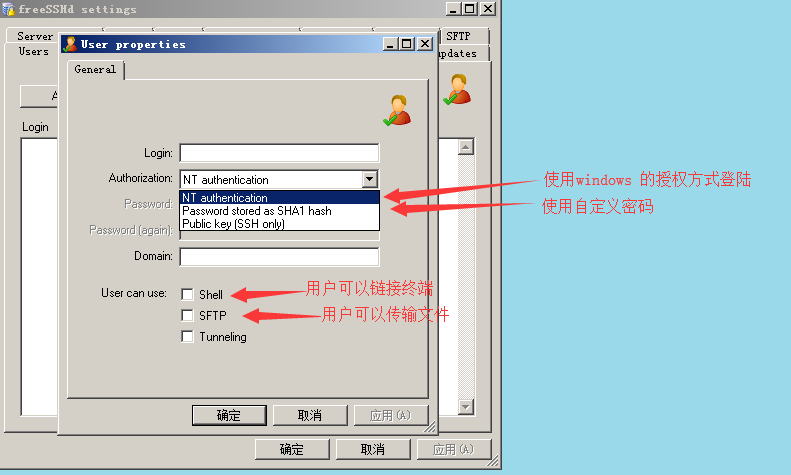 freeSSHd settings
Server
SFTP
Users
pdates
User properties
General
A
Login
Login:
Authorization:
NT authentication
NT authentication
使用windows 的授权方式登陆
Password:
Password stored as SHA1 hash
使用自定义密码
Public key (SSH only)
Password (again):
Domain:
User can use:
Shell
用户可以链接终端
SFTP
用户可以传输文件
Tunneling
确定
取消
应用(A)
确定
取消
应用(A)